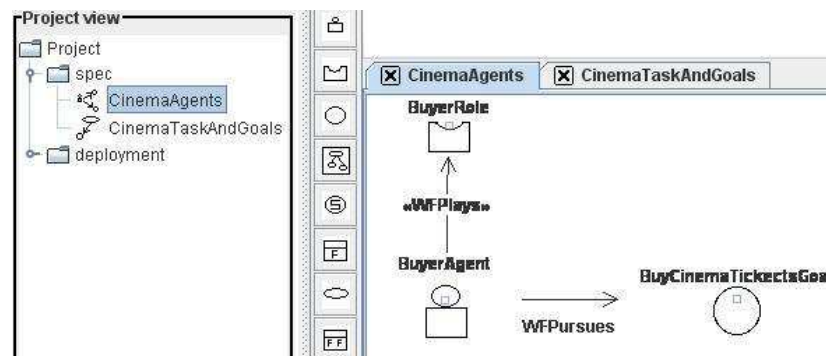 Project view
Project
spec
CinemaAgents
CinemaTaskAndGoals
deployment
S
F
F F
CinemaAgents
CinemaTaskAndGoals
BuyerRole
«WFPlays»
BuyerAgent
WFPursues
BuyCinemaTickectsGoa